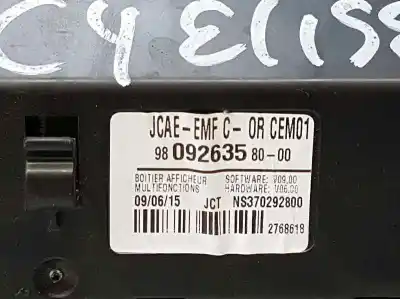 C4 ELISS
JCAE-EMF C- OR CEM01
98 092635 80-00
BOITIER AFFICHEUR SOFTWARE: V09.00
MULTIFONCTIONS HARDWARE: V06.00
09/06/15 JCT NS370292800
2768618